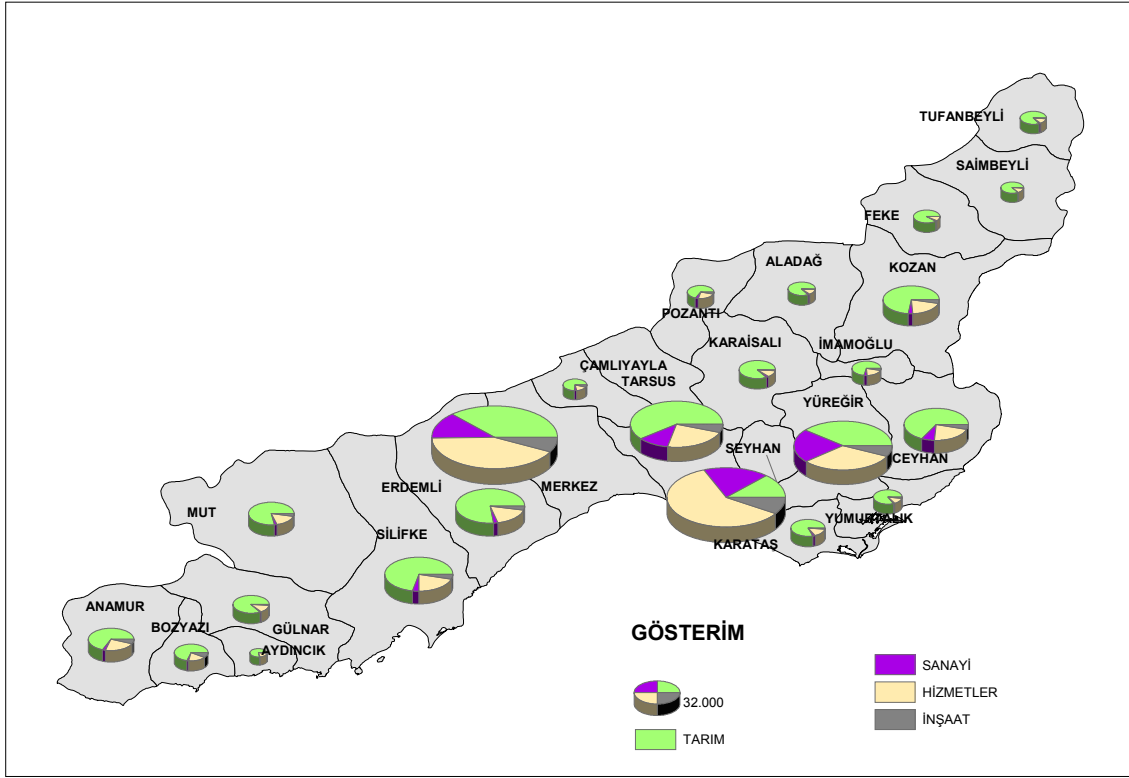 TUFANBEYLİ
SAİMBEYLİ
FEKE
ALADAĞ
KOZAN
POZANTI
KARAİSALI
İMAMOĞLU
ÇAMLIYAYLA
TARSUS
YÜREĞİR
SEYHAN
CEYHAN
ERDEMLİ
MERKEZ
MUT
SİLİFKE
YUMURTALIK
KARATAŞ
ANAMUR
BOZYAZI
GÜLNAR
AYDINCIK
GÖSTERİM
32.000
TARIM
SANAYİ
HİZMETLER
İNŞAAT